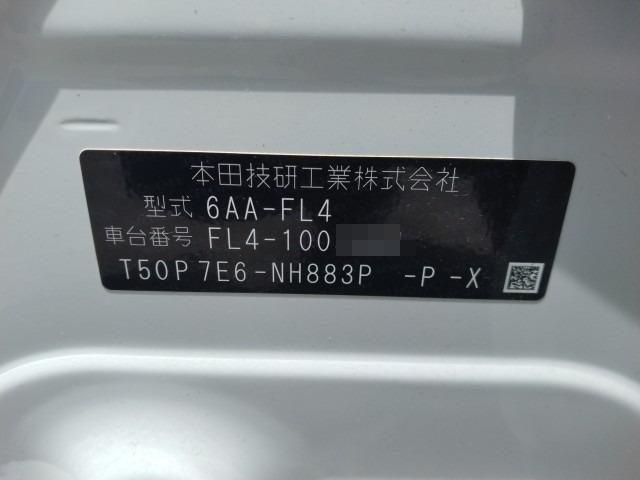 本田技研工業株式会社
型式 6AA-FL4
車台番号 FL4-100
T50P 7E6-NH883P -P -X